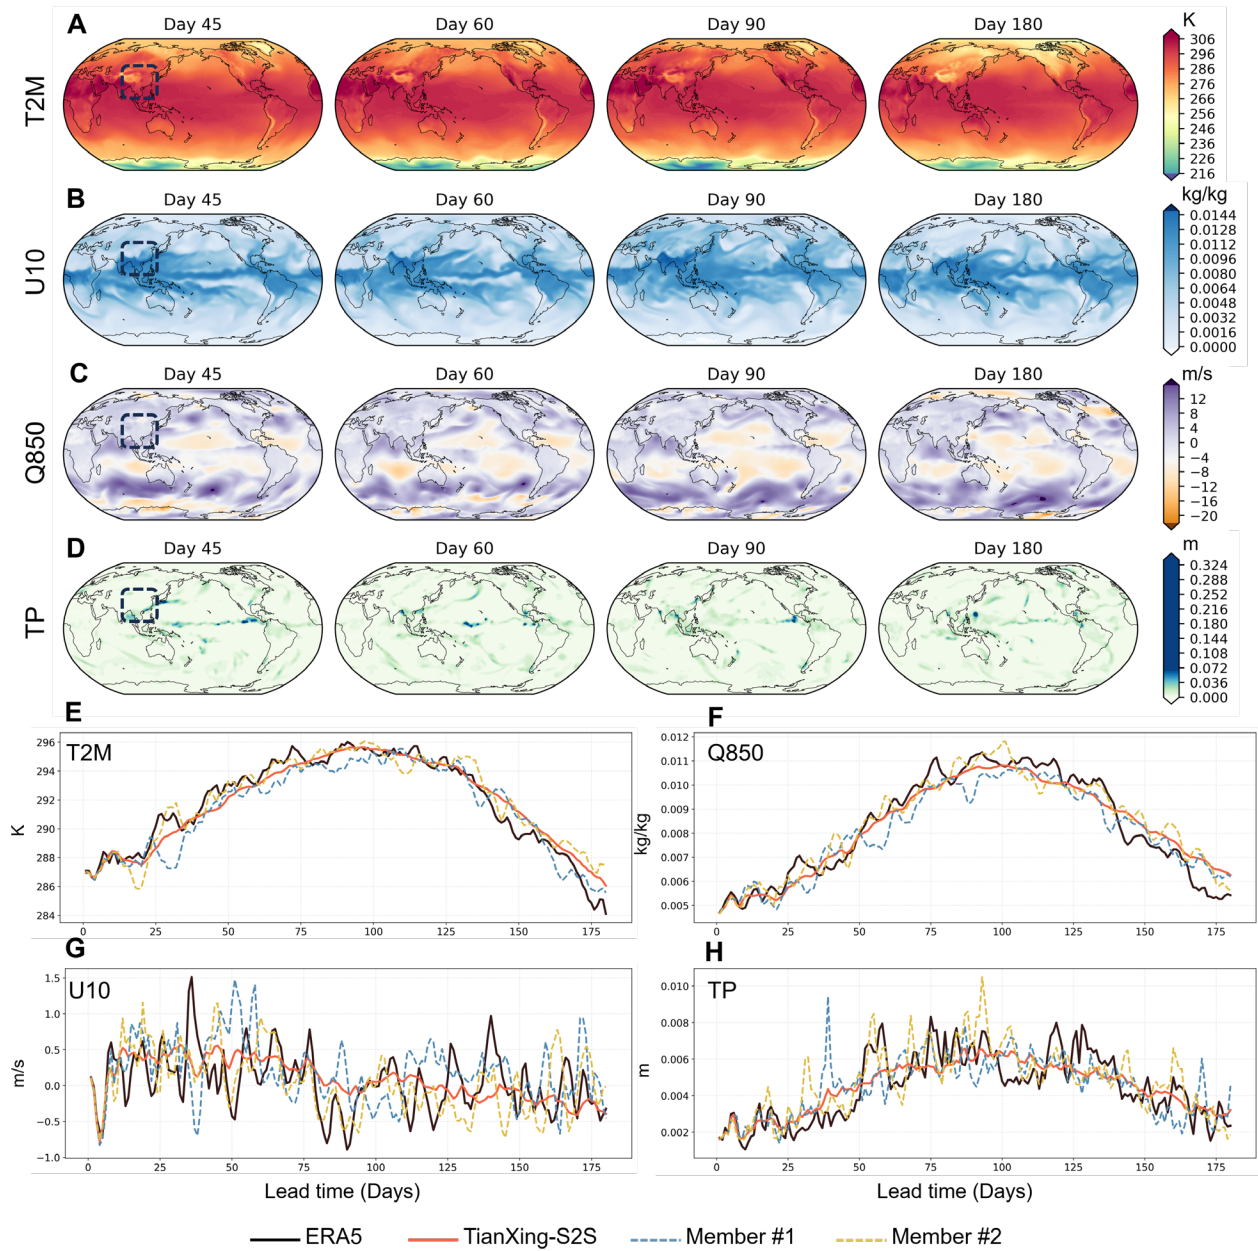 A Day 45 Day 60 Day 90 Day 180 K
T2M
306
296
286
276
266
256
246
236
226
216
B Day 45 Day 60 Day 90 Day 180 kg/kg
U10
0.0144
0.0128
0.0112
0.0096
0.0080
0.0064
0.0048
0.0032
0.0016
0.0000
C Day 45 Day 60 Day 90 Day 180 m/s
Q850
12
8
4
0
−4
−8
−12
−16
−20
D Day 45 Day 60 Day 90 Day 180 m
TP
0.324
0.288
0.252
0.216
0.180
0.144
0.108
0.072
0.036
0.000
E
T2M
K
296
294
292
290
288
286
284
0 25 50 75 100 125 150 175
F
Q850
kg/kg
0.012
0.011
0.010
0.009
0.008
0.007
0.006
0.005
0 25 50 75 100 125 150 175
G
U10
m/s
1.5
1.0
0.5
0.0
−0.5
−1.0
0 25 50 75 100 125 150 175
Lead time (Days)
H
TP
m
0.010
0.008
0.006
0.004
0.002
0 25 50 75 100 125 150 175
Lead time (Days)
ERA5 TianXing-S2S Member #1 Member #2